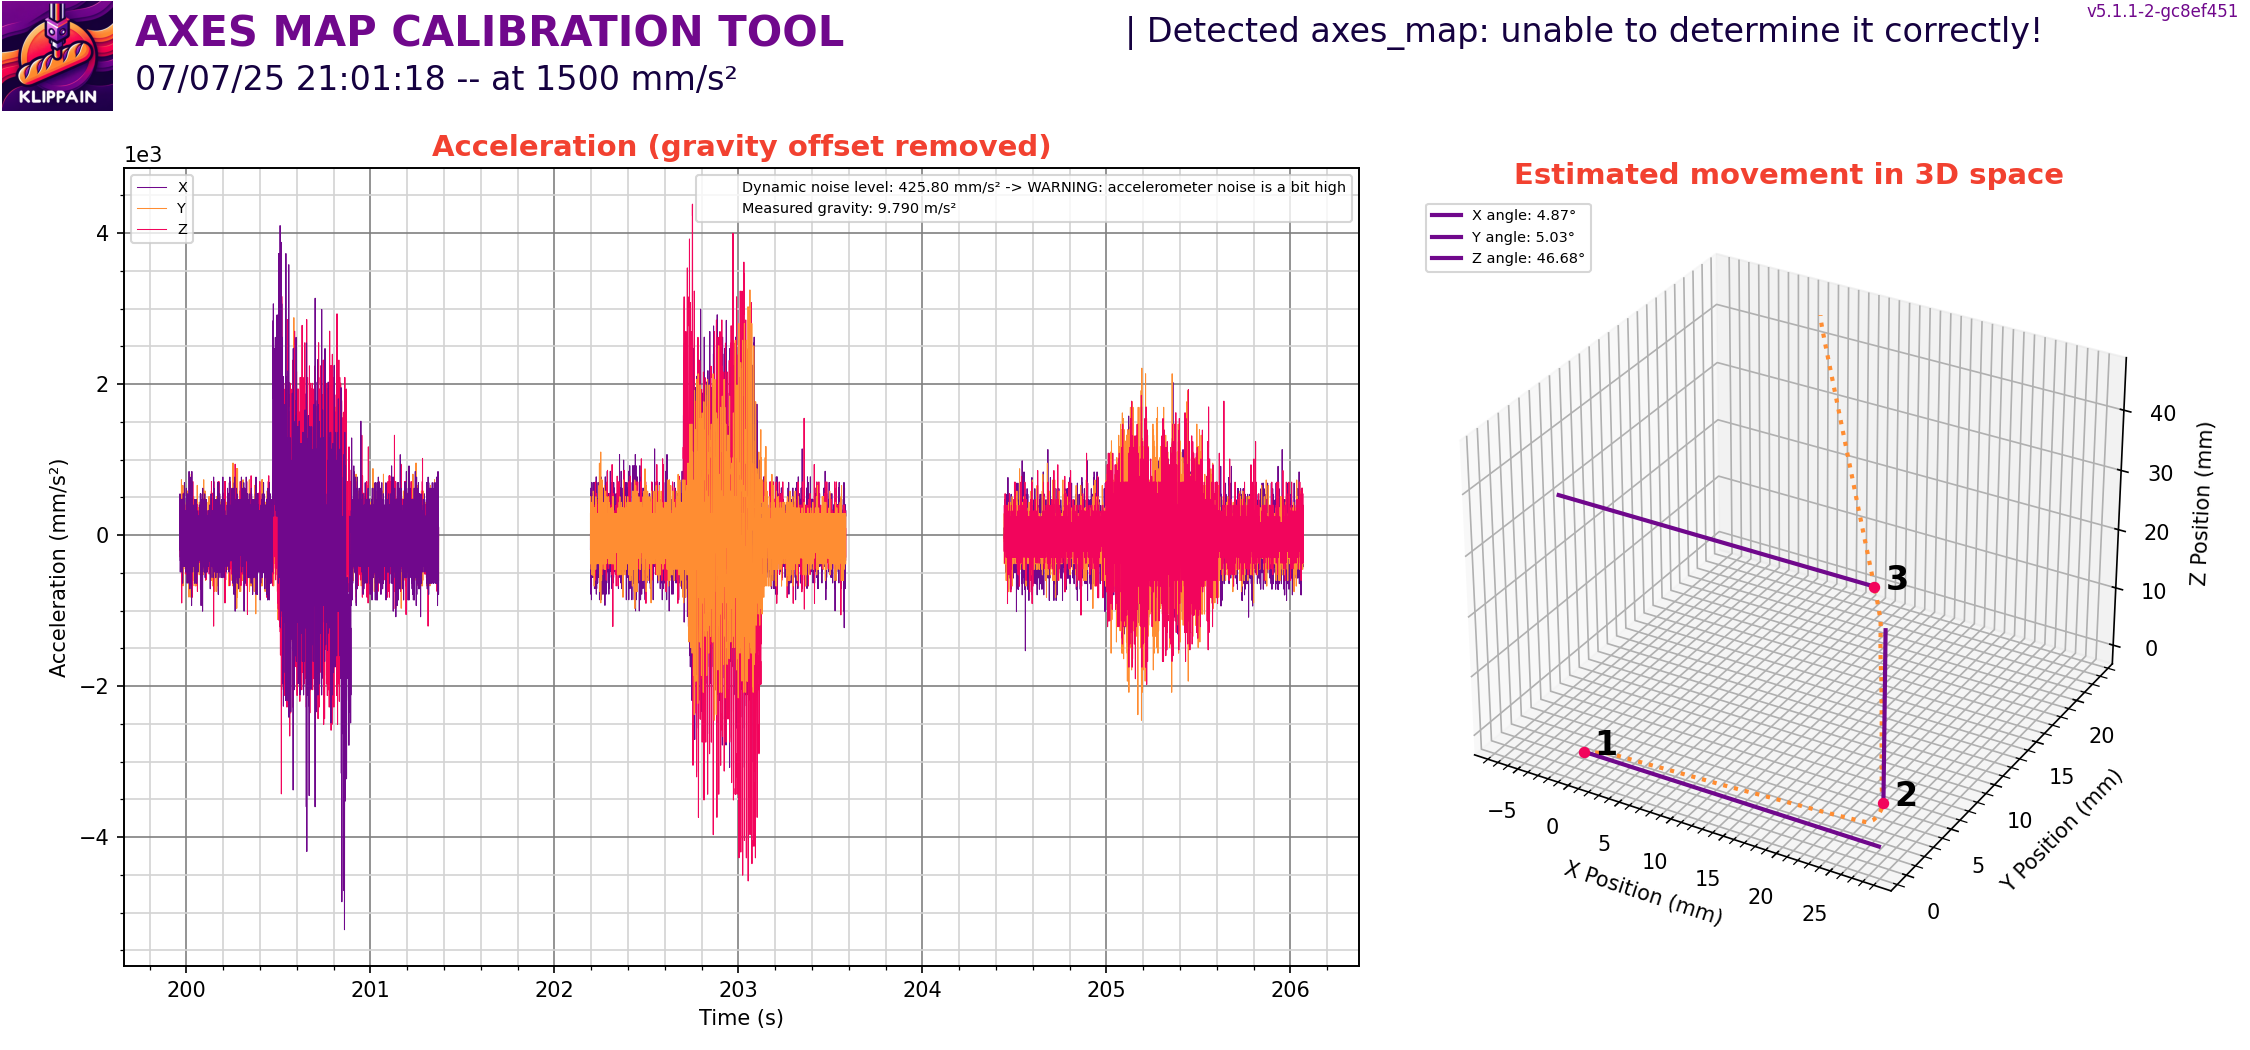 AXES MAP CALIBRATION TOOL
| Detected axes_map: unable to determine it correctly!
v5.1.1-2-gc8ef451
07/07/25 21:01:18 -- at 1500 mm/s²
KLIPPAIN
Acceleration (gravity offset removed)
1e3
X
Y
Z
Dynamic noise level: 425.80 mm/s² -> WARNING: accelerometer noise is a bit high
Measured gravity: 9.790 m/s²
4
2
0
−2
−4
Acceleration (mm/s²)
200 201 202 203 204 205 206
Time (s)
Estimated movement in 3D space
X angle: 4.87°
Y angle: 5.03°
Z angle: 46.68°
1
2
3
40
30
20
10
0
Z Position (mm)
−5 0 5 10 15 20 25
X Position (mm)
0 5 10 15 20
Y Position (mm)